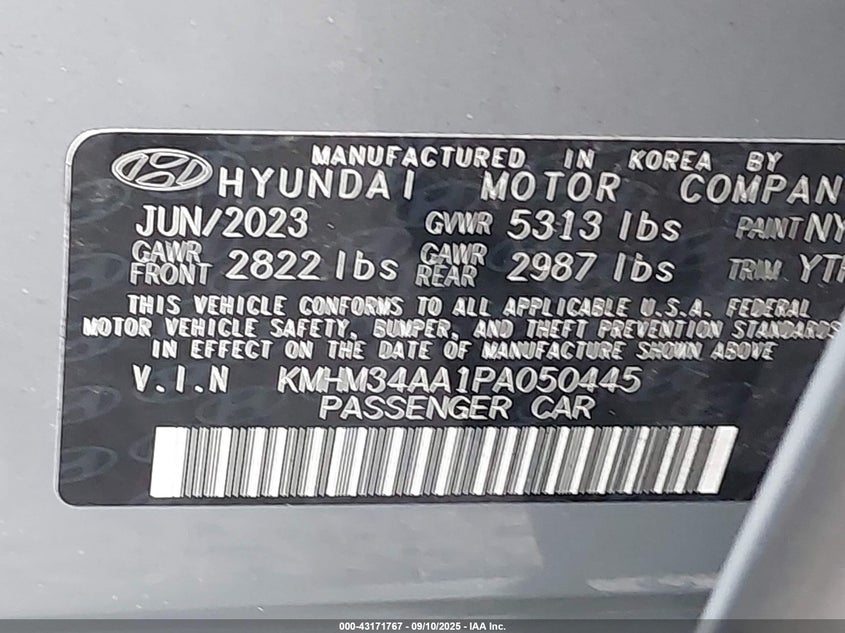 MANUFACTURED IN KOREA BY
HYUNDAI MOTOR COMPAN
JUN/2023 GVWR 5313 lbs PAINT NY
GAWR FRONT 2822 lbs GAWR REAR 2987 lbs TRIM
THIS VEHICLE CONFORMS TO ALL APPLICABLE U.S.A. FEDERAL
MOTOR VEHICLE SAFETY, BUMPER, AND THEFT PREVENTION STANDARDS
IN EFFECT ON THE DATE OF MANUFACTURE SHOWN ABOVE
V.I.N KMHM34AA1PA050445
PASSENGER CAR
000-43171767 - 09/10/2025 - IAA Inc.